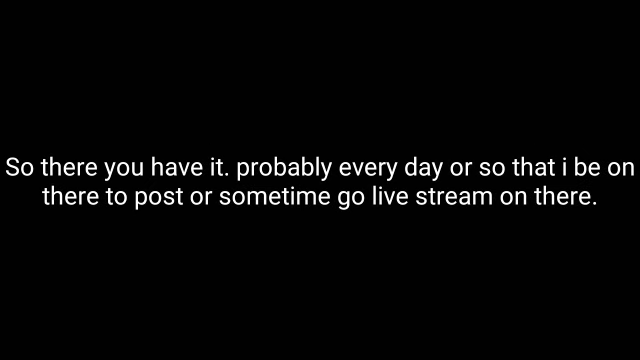 So there you have it. probably every day or so that i be on
there to post or sometime go live stream on there.